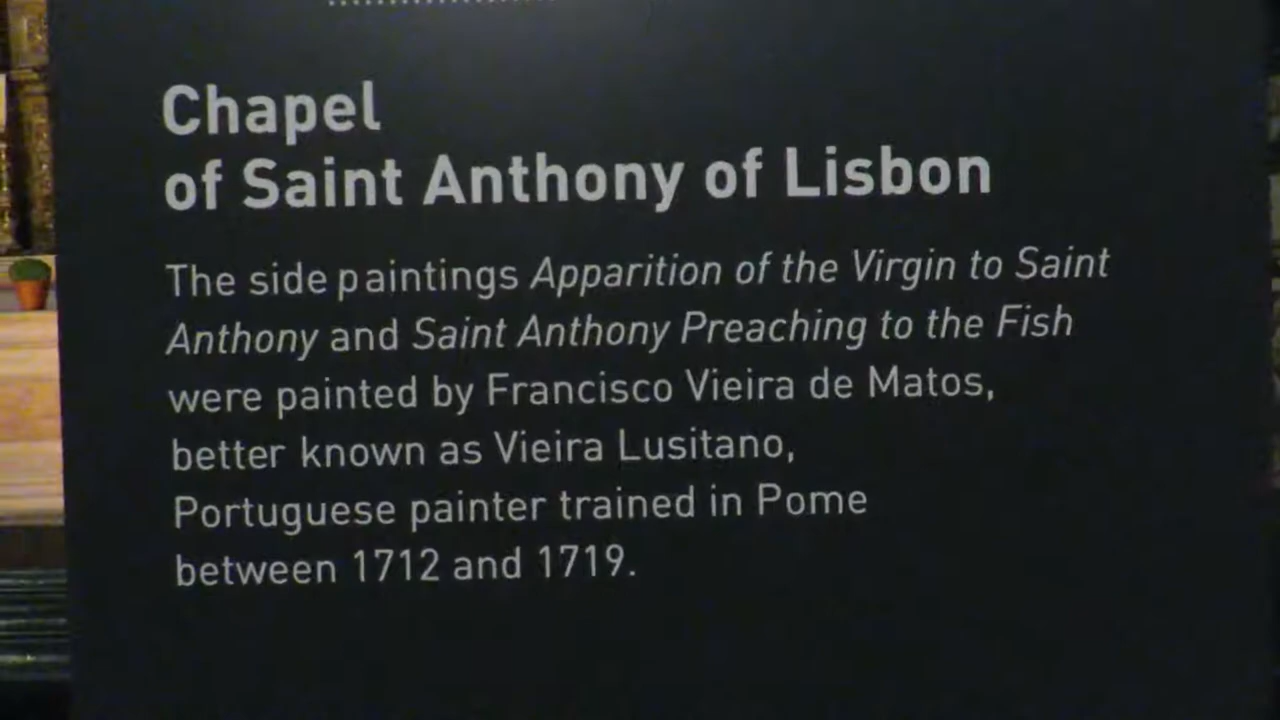 Chapel
of Saint Anthony of Lisbon
The side paintings Apparition of the Virgin to Saint
Anthony and Saint Anthony Preaching to the Fish
were painted by Francisco Vieira de Matos,
better known as Vieira Lusitano,
Portuguese painter trained in Pome
between 1712 and 1719.